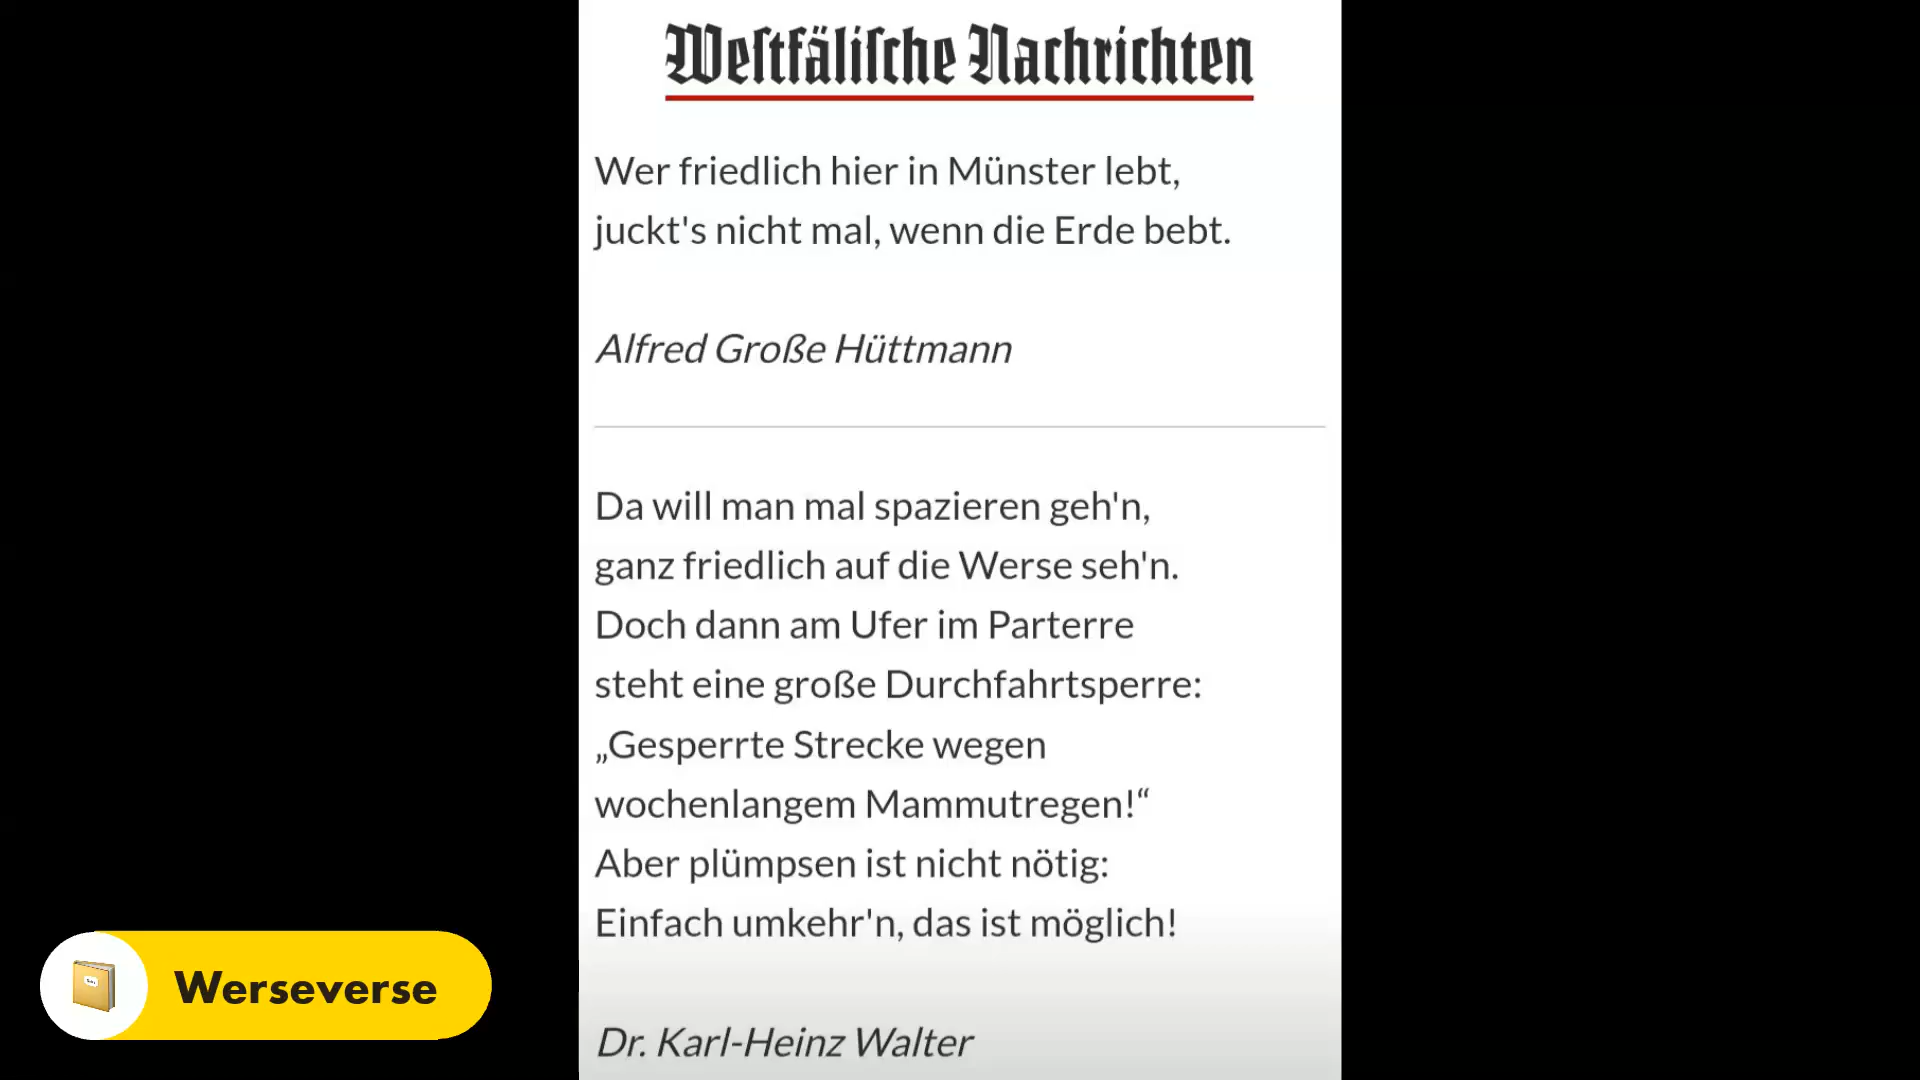 Westfälische Nachrichten
Wer friedlich hier in Münster lebt,
juckt's nicht mal, wenn die Erde bebt.
Alfred Große Hüttmann
Da will man mal spazieren geh'n,
ganz friedlich auf die Werse seh'n.
Doch dann am Ufer im Parterre
steht eine große Durchfahrtsperre:
„Gesperrte Strecke wegen
wochenlangem Mammutregen!“
Aber plümpsen ist nicht nötig:
Einfach umkehr'n, das ist möglich!
Dr. Karl-Heinz Walter
Werseverse